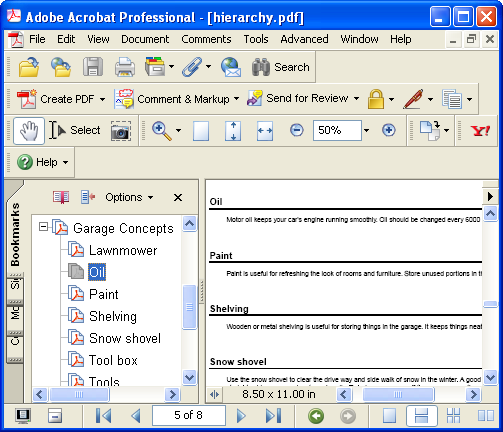 Adobe Acrobat Professional - [hierarchy.pdf]
File Edit View Document Comments Tools Advanced Window Help
Search
Create PDF Comment & Markup Send for Review
Select 50% Y!
Help
Bookmarks
Options
Garage Concepts
Lawnmower
Oil
Paint
Shelving
Snow shovel
Tool box
Tools
Oil
Motor oil keeps your car's engine running smoothly. Oil should be changed every 6000
Paint
Paint is useful for refreshing the look of rooms and furniture. Store unused portions in
Shelving
Wooden or metal shelving is useful for storing things in the garage. It keeps things
Snow shovel
Use the snow shovel to clear the drive way and side walk of snow in the winter. A good
8.50 x 11.00 in
5 of 8